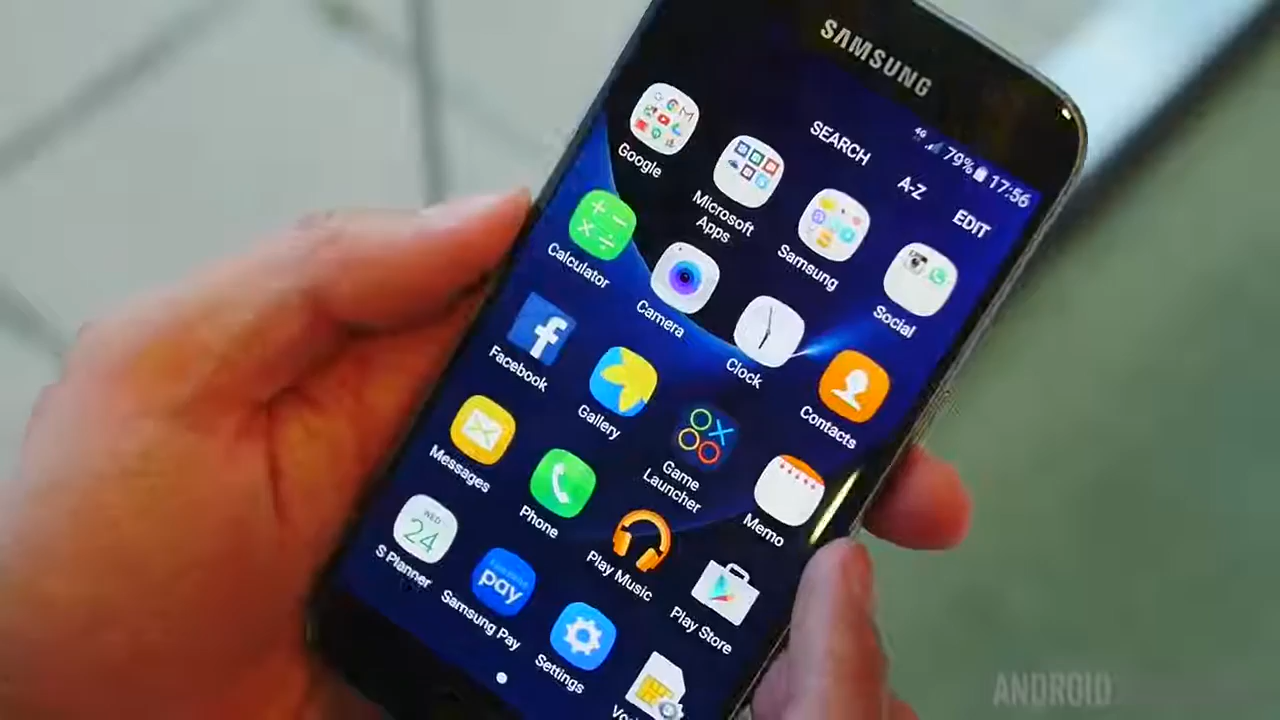 SAMSUNG
4G 79% 17:56
SEARCH A-Z EDIT
Google
Microsoft
Apps
Samsung
Social
Calculator
Camera
Clock
Contacts
Facebook
Gallery
Game
Launcher
Memo
Messages
Phone
Play Music
Play Store
WED
24
S Planner
pay
Samsung Pay
Settings
ANDROID